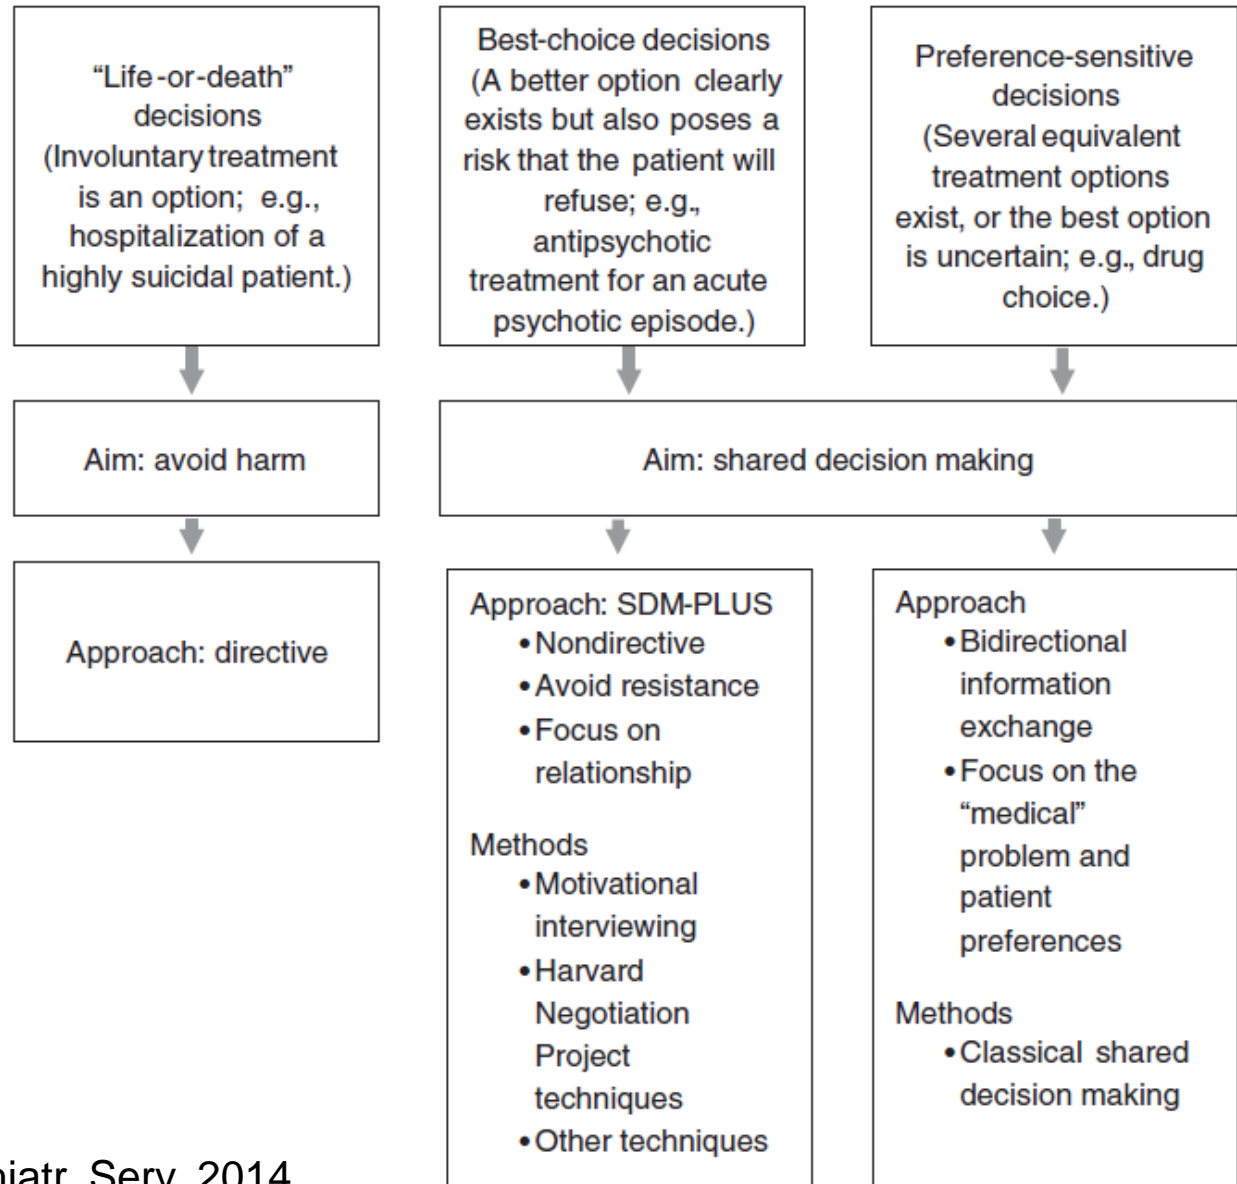 “Life-or-death”
decisions
(Involuntary treatment
is an option; e.g.,
hospitalization of a
highly suicidal patient.)
Best-choice decisions
(A better option clearly
exists but also poses a
risk that the patient will
refuse; e.g.,
antipsychotic
treatment for an acute
psychotic episode.)
Preference-sensitive
decisions
(Several equivalent
treatment options
exist, or the best option
is uncertain; e.g., drug
choice.)
Aim: avoid harm
Aim: shared decision making
Approach: directive
Approach: SDM-PLUS
•Nondirective
•Avoid resistance
•Focus on
relationship
Methods
•Motivational
interviewing
•Harvard
Negotiation
Project
techniques
•Other techniques
Approach
•Bidirectional
information
exchange
•Focus on the
“medical”
problem and
patient
preferences
Methods
•Classical shared
decision making
Serv 2014